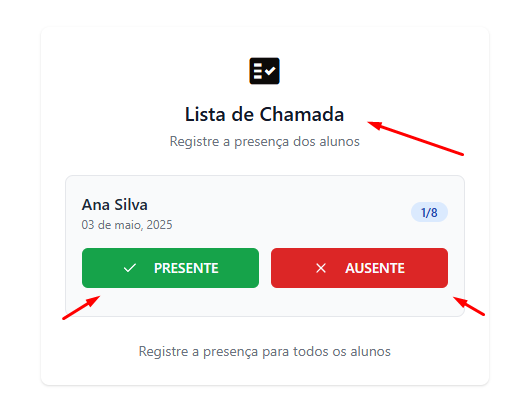 Lista de Chamada
Registre a presença dos alunos
Ana Silva
03 de maio, 2025
1/8
PRESENTE
AUSENTE
Registre a presença para todos os alunos